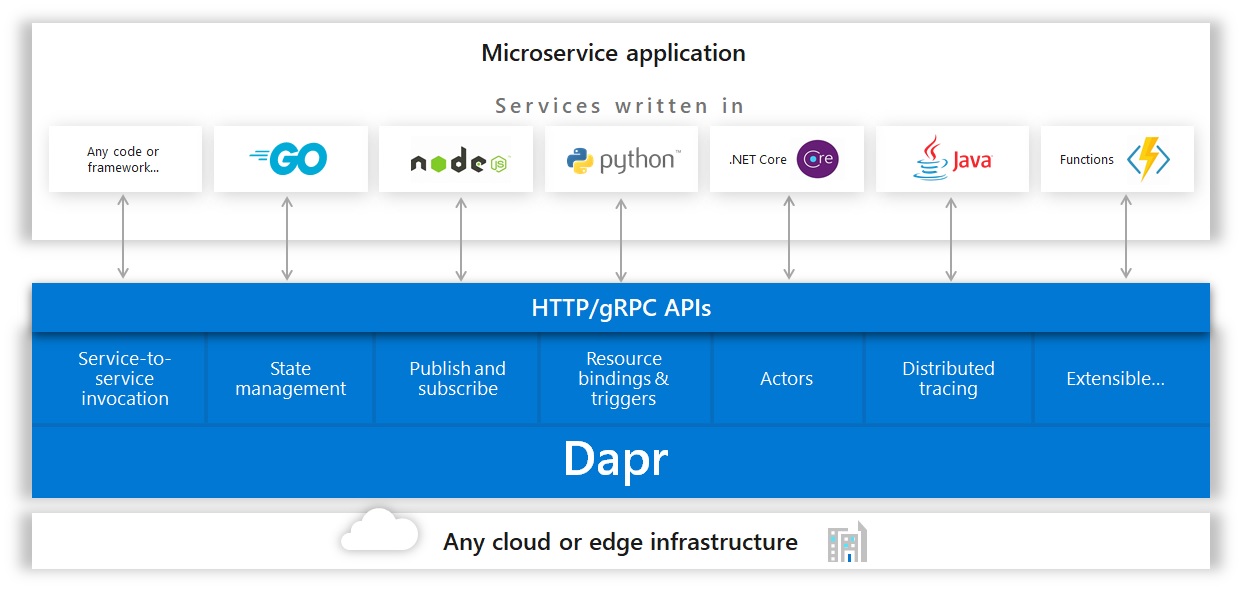 Microservice application
Services written in
Any code or
framework...
GO
node
JS
python™
.NET Core
Core
Java
Functions
HTTP/gRPC APIs
Service-to-
service
invocation
State
management
Publish and
subscribe
Resource
bindings &
triggers
Actors
Distributed
tracing
Extensible...
Dapr
Any cloud or edge infrastructure